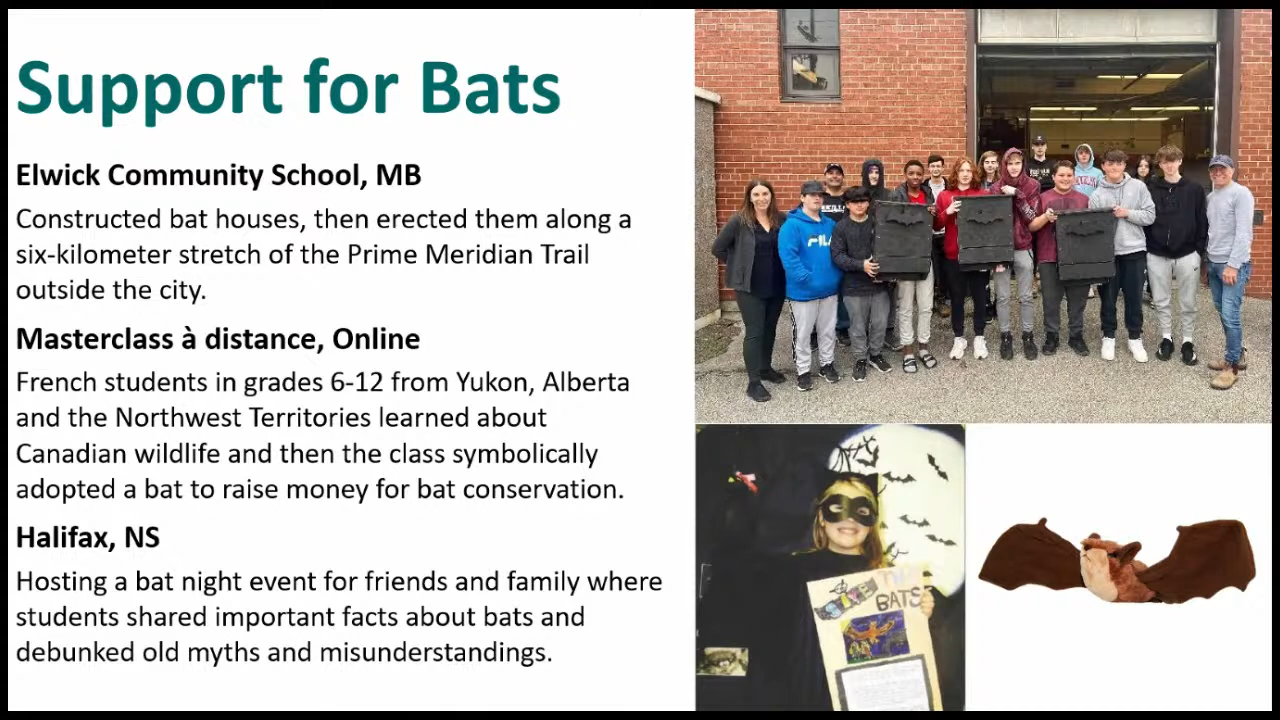 Support for Bats
Elwick Community School, MB
Constructed bat houses, then erected them along a
six-kilometer stretch of the Prime Meridian Trail
outside the city.
Masterclass à distance, Online
French students in grades 6-12 from Yukon, Alberta
and the Northwest Territories learned about
Canadian wildlife and then the class symbolically
adopted a bat to raise money for bat conservation.
Halifax, NS
Hosting a bat night event for friends and family where
students shared important facts about bats and
debunked old myths and misunderstandings.
BATS